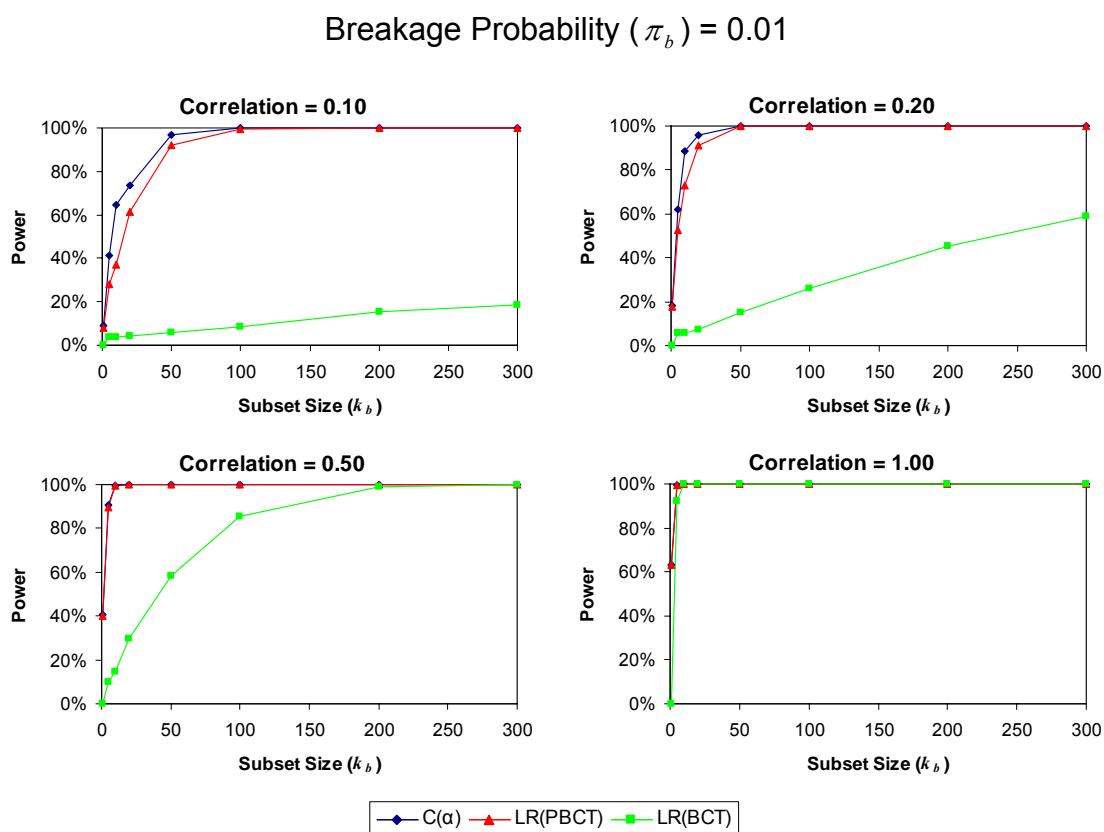 Breakage Probability (π_b) = 0.01
Correlation = 0.10
100%
80%
60%
40%
20%
0%
Power
0 50 100 150 200 250 300
Subset Size (k_b)
Correlation = 0.20
100%
80%
60%
40%
20%
0%
Power
0 50 100 150 200 250 300
Subset Size (k_b)
Correlation = 0.50
100%
80%
60%
40%
20%
0%
Power
0 50 100 150 200 250 300
Subset Size (k_b)
Correlation = 1.00
100%
80%
60%
40%
20%
0%
Power
0 50 100 150 200 250 300
Subset Size (k_b)
C(α) LR(PBCT) LR(BCT)